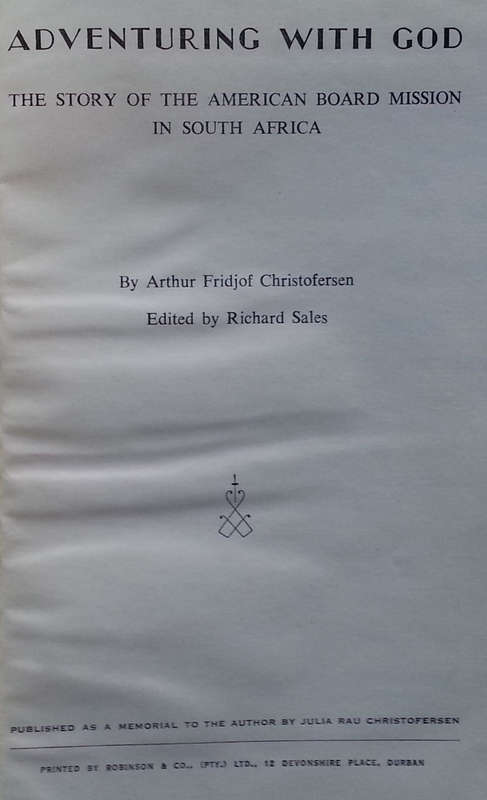 ADVENTURING WITH GOD
THE STORY OF THE AMERICAN BOARD MISSION
IN SOUTH AFRICA
By Arthur Fridjof Christofersen
Edited by Richard Sales
PUBLISHED AS A MEMORIAL TO THE AUTHOR BY JULIA RAU CHRISTOFERSEN
PRINTED BY ROBINSON & CO., (PTY.) LTD., 12 DEVONSHIRE PLACE, DURBAN